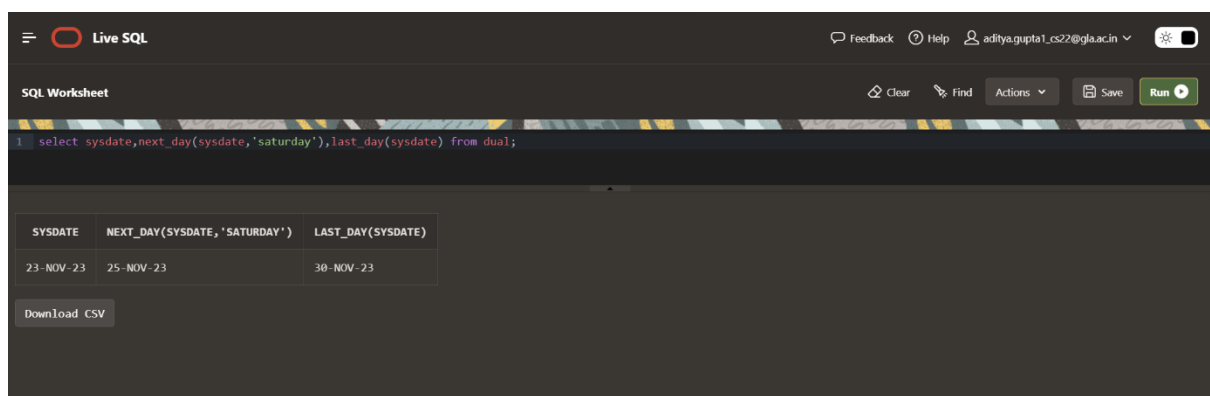 Live SQL
Feedback Help aditya.gupta1_cs22@gla.ac.in
SQL Worksheet
Clear Find Actions Save Run
1 select sysdate,next_day(sysdate,'saturday'),last_day(sysdate) from dual;
SYSDATE NEXT_DAY(SYSDATE,'SATURDAY') LAST_DAY(SYSDATE)
23-NOV-23 25-NOV-23 30-NOV-23
Download CSV